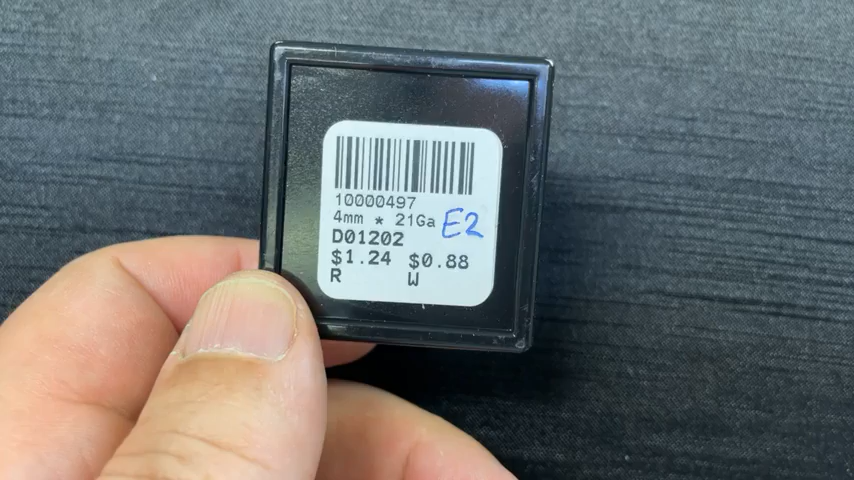 10000497
4mm * 21Ga E2
D01202
$1.24 $0.88
R W